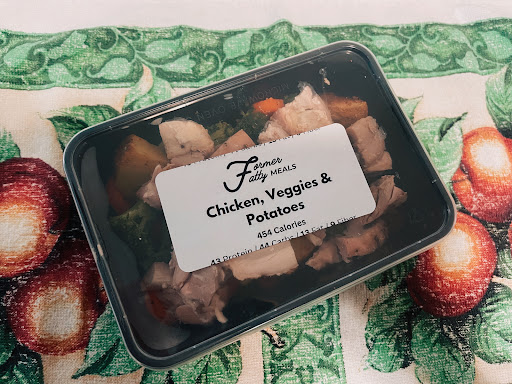 Former
Fatty MEALS
Chicken, Veggies &
Potatoes
454 Calories
43 Protein | 44 Carbs / 13 Fat / 9 Fiber